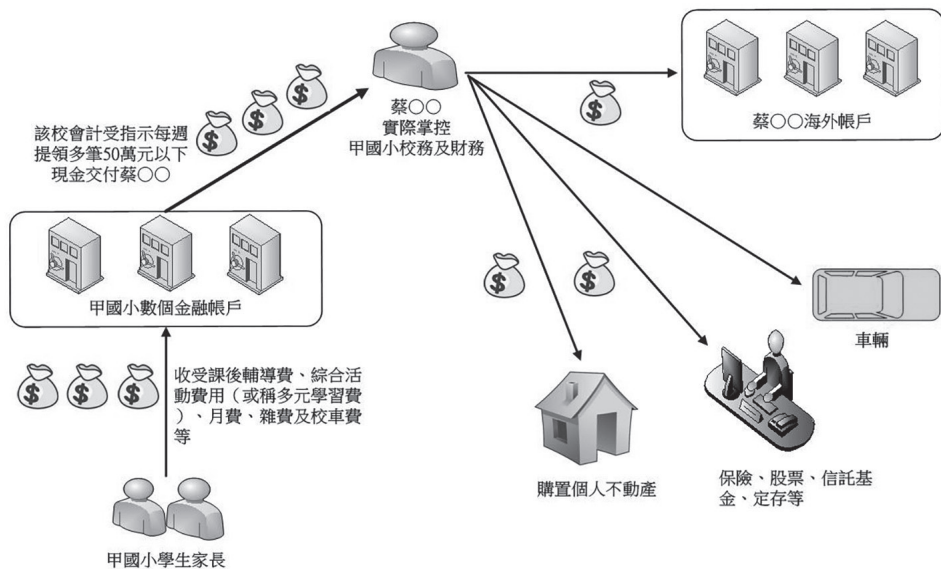 蔡○○
實際掌控
甲國小校務及財務
蔡○○海外帳戶
該校會計受指示每週
提領多筆50萬元以下
現金交付蔡○○
甲國小數個金融帳戶
車輛
收受課後輔導費、綜合活
動費用（或稱多元學習費
）、月費、雜費及校車費
等
購置個人不動產
保險、股票、信託基
金、定存等
甲國小學生家長